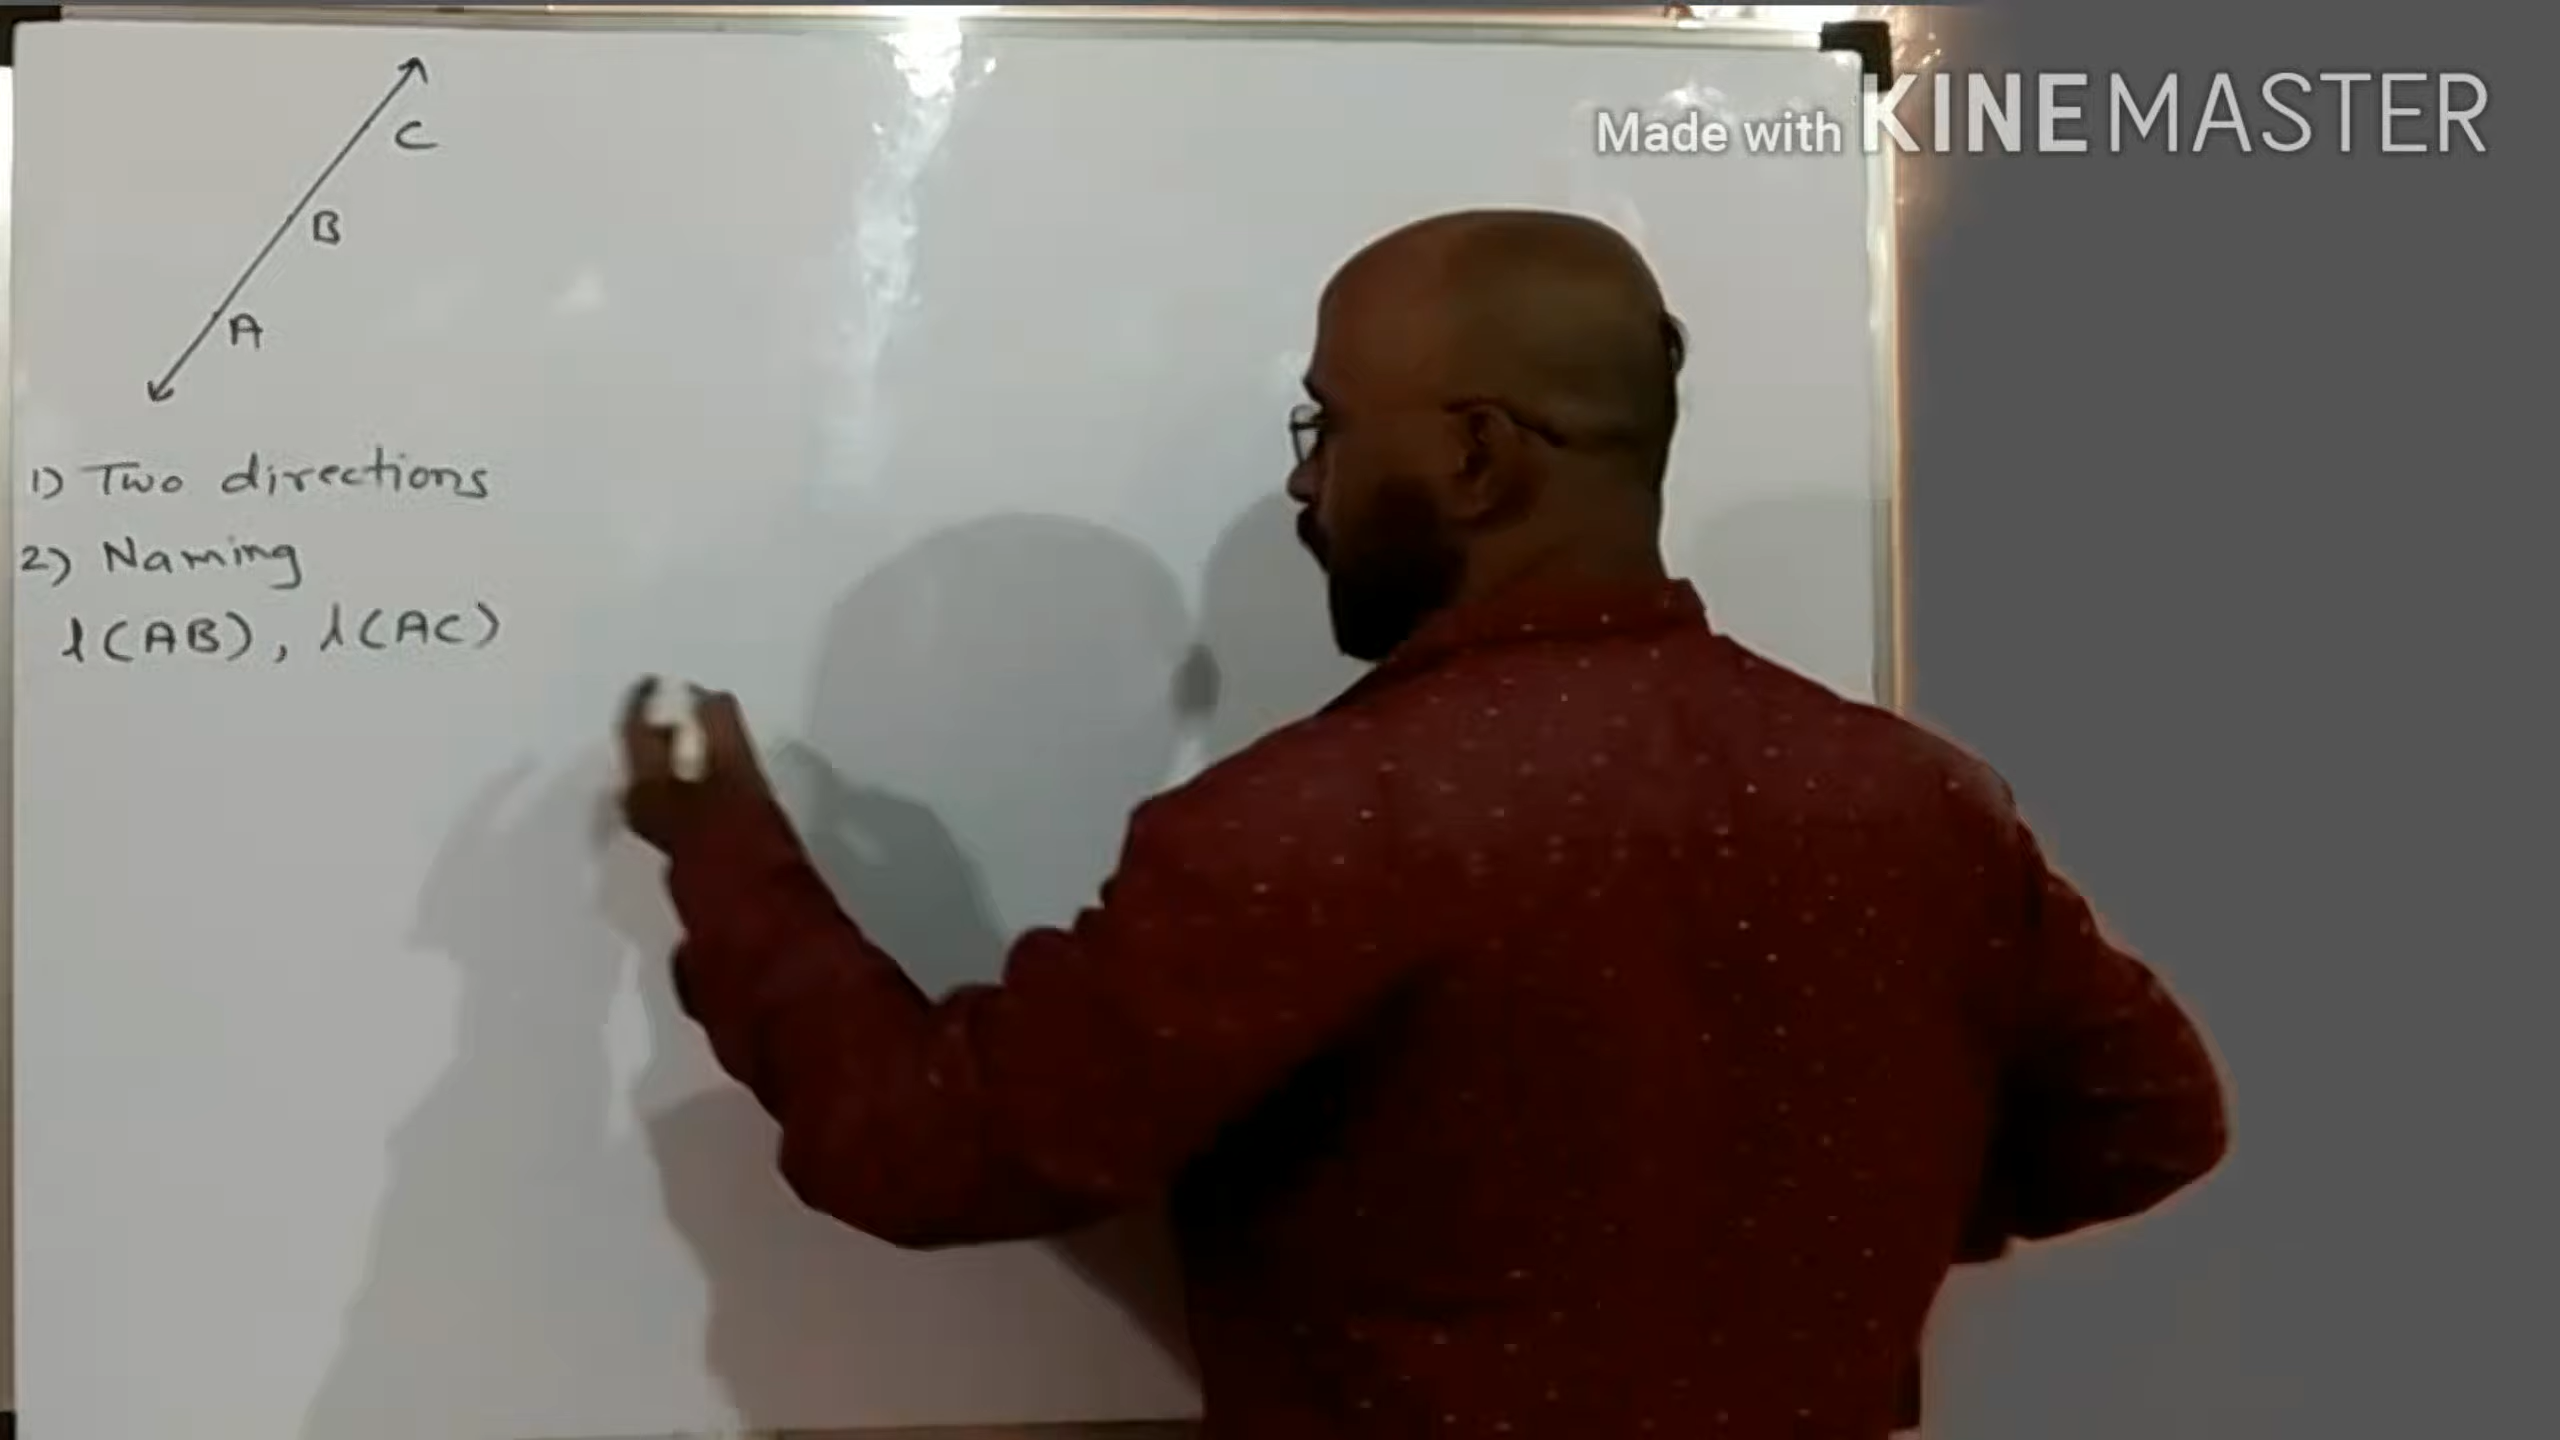 Made with KINEMASTER
C
B
A
1) Two directions
2) Naming
l(AB), l(AC)